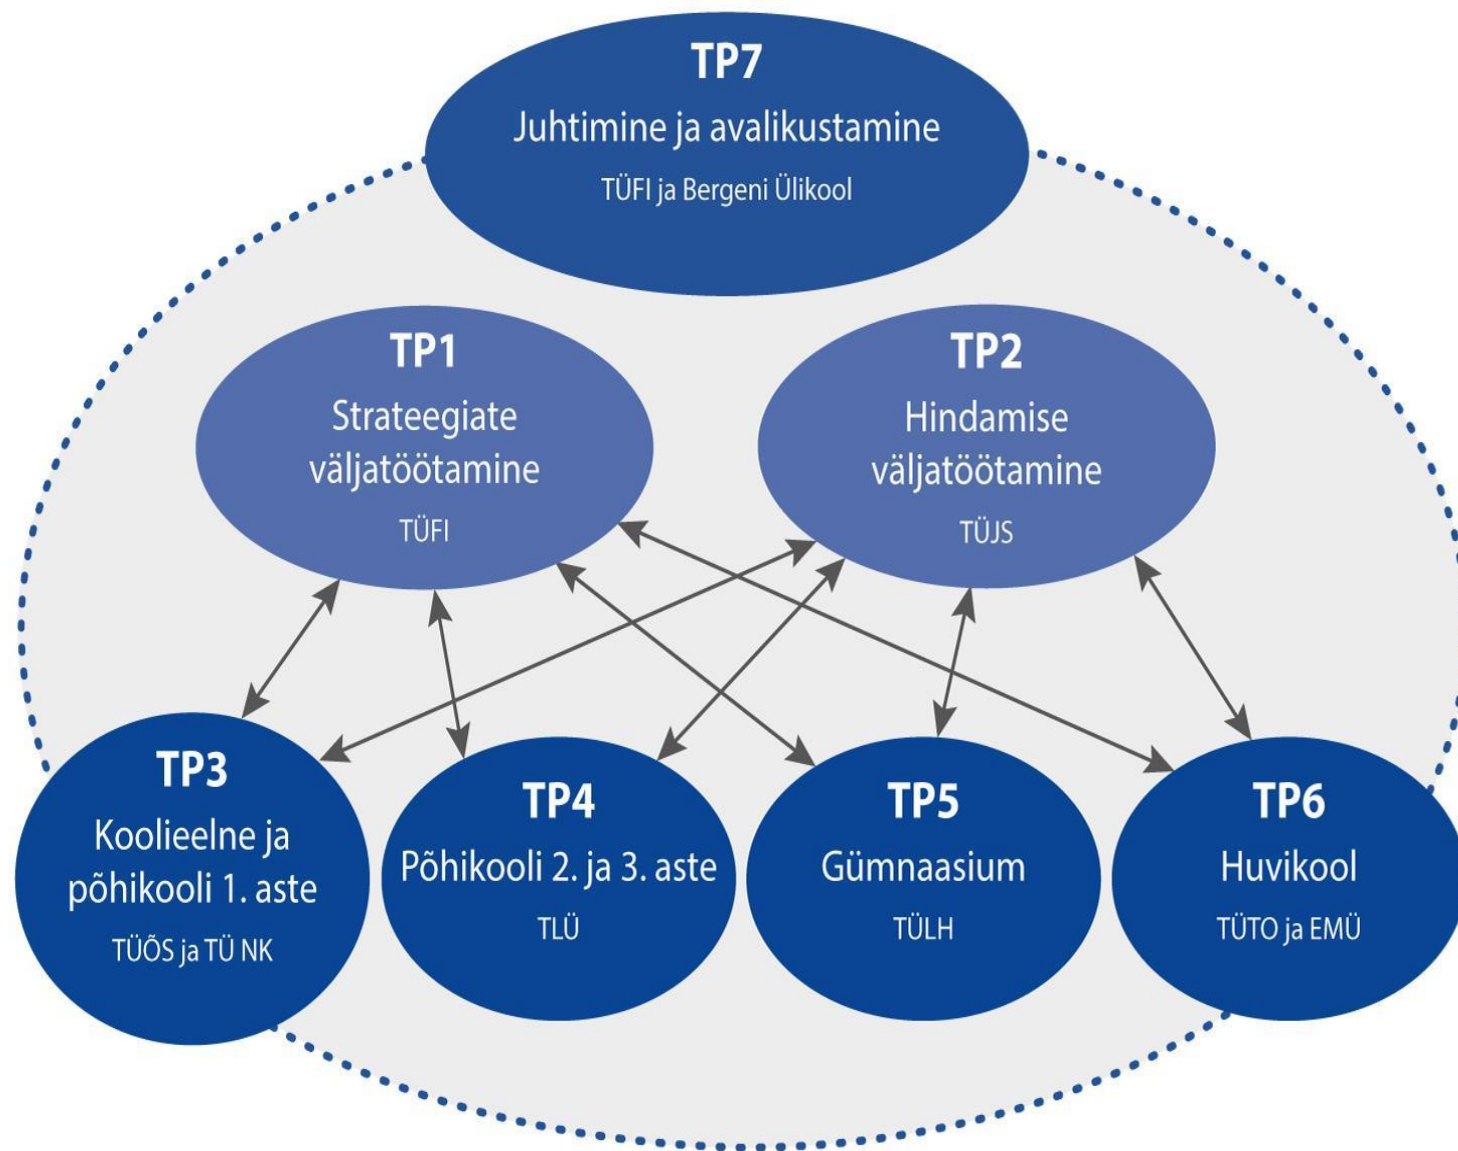 TP7
Juhtimine ja avalikustamine
TÜFI ja Bergeni Ülikool
TP1
Strateegiate
väljatöötamine
TÜFI
TP2
Hindamise
väljatöötamine
TÜJS
TP3
Koolieelne ja
põhikooli 1. aste
TÜÕS ja TÜ NK
TP4
Põhikooli 2. ja 3. aste
TLÜ
TP5
Gümnaasium
TÜLH
TP6
Huvikool
TÜTO ja EMÜ